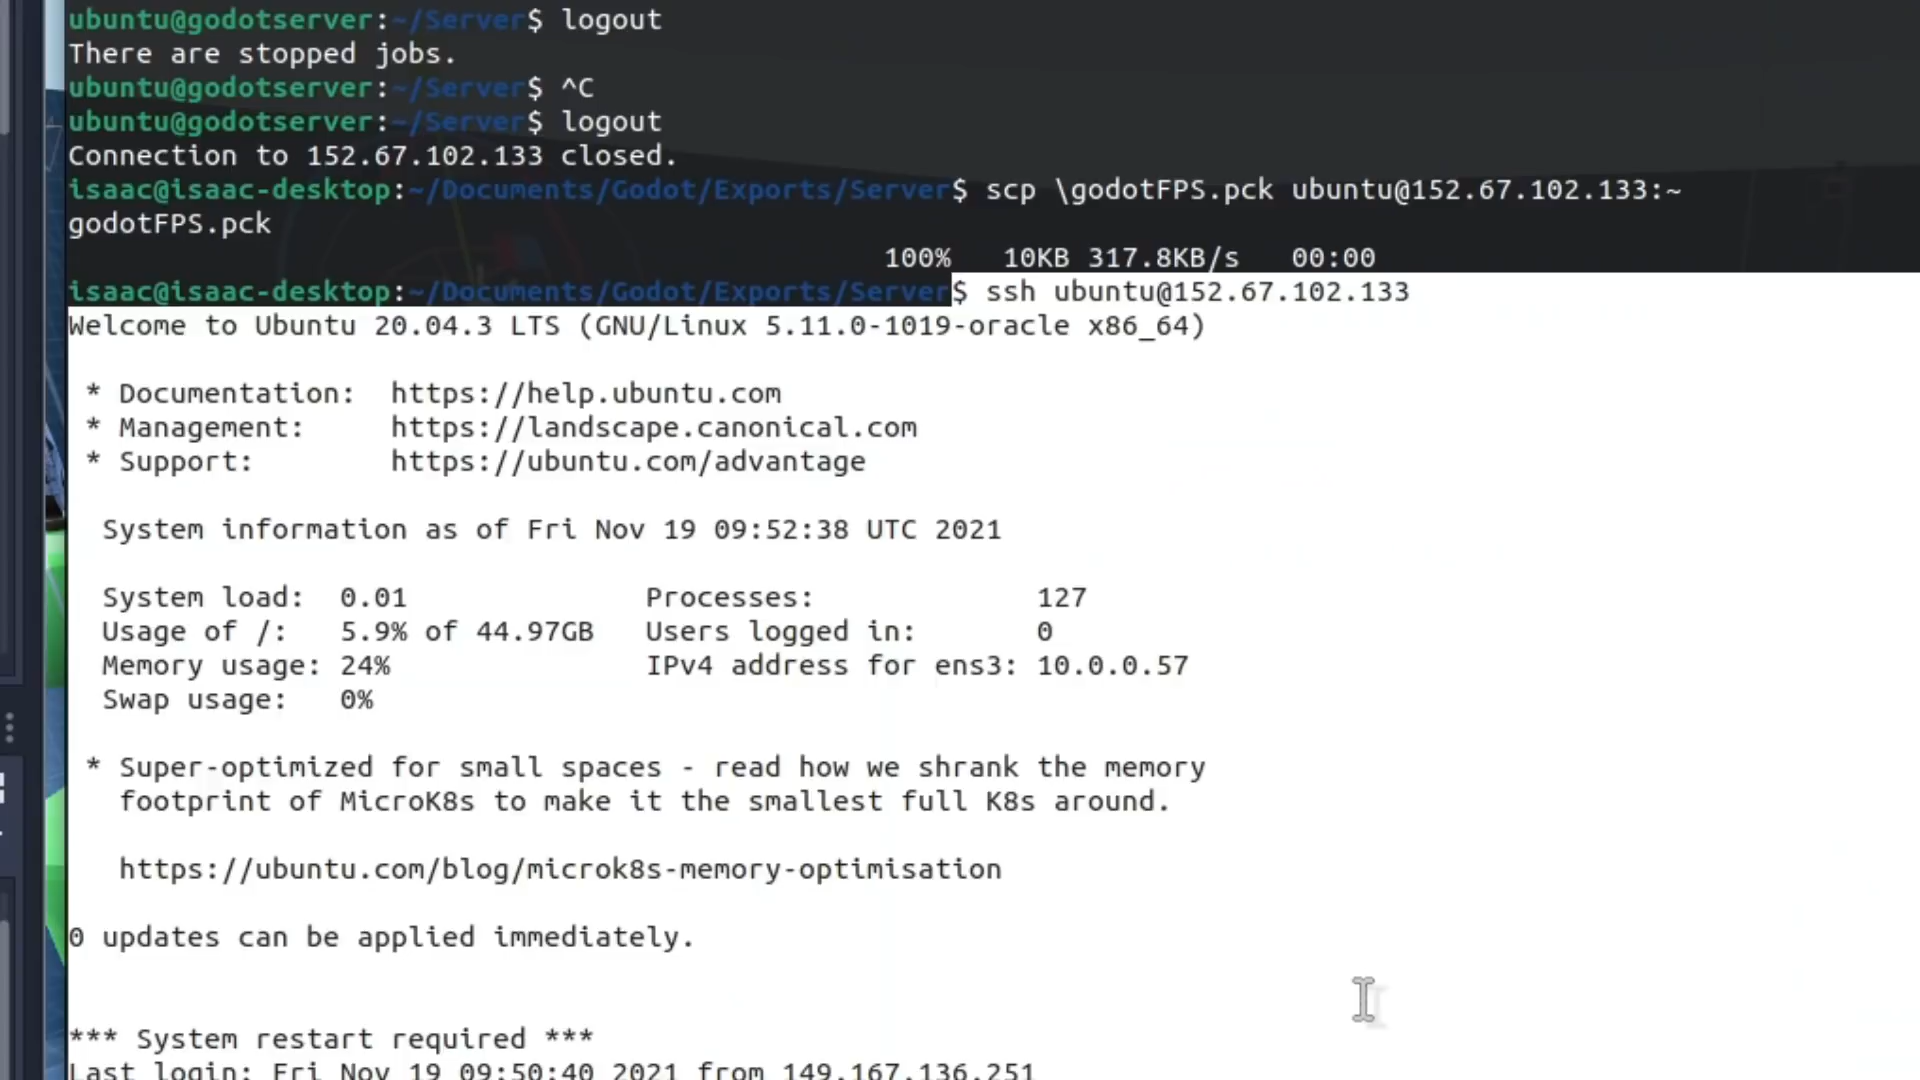 ubuntu@godotserver:~/Server$ logout
There are stopped jobs.
ubuntu@godotserver:~/Server$ ^C
ubuntu@godotserver:~/Server$ logout
Connection to 152.67.102.133 closed.
isaac@isaac-desktop:~/Documents/Godot/Exports/Server$ scp \godotFPS.pck ubuntu@152.67.102.133:~
godotFPS.pck
100% 10KB 317.8KB/s 00:00
isaac@isaac-desktop:~/Documents/Godot/Exports/Server$ ssh ubuntu@152.67.102.133
Welcome to Ubuntu 20.04.3 LTS (GNU/Linux 5.11.0-1019-oracle x86_64)
* Documentation: https://help.ubuntu.com
* Management: https://landscape.canonical.com
* Support: https://ubuntu.com/advantage
System information as of Fri Nov 19 09:52:38 UTC 2021
System load: 0.01 Processes: 127
Usage of /: 5.9% of 44.97GB Users logged in: 0
Memory usage: 24% IPv4 address for ens3: 10.0.0.57
Swap usage: 0%
* Super-optimized for small spaces - read how we shrank the memory
footprint of MicroK8s to make it the smallest full K8s around.
https://ubuntu.com/blog/microk8s-memory-optimisation
0 updates can be applied immediately.
*** System restart required ***
Last login: Fri Nov 19 09:50:40 2021 from 149.167.136.251